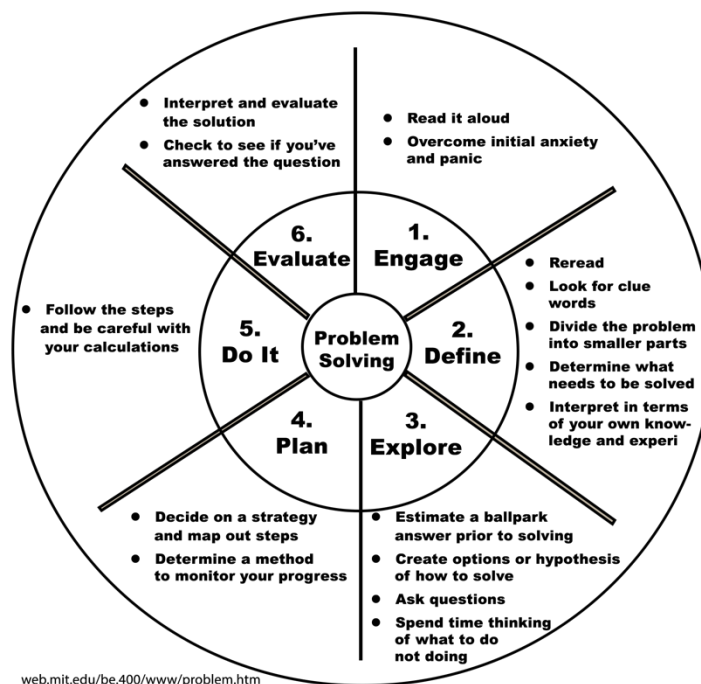 Problem
Solving
1.
Engage
● Read it aloud
● Overcome initial anxiety
and panic
2.
Define
● Reread
● Look for clue
words
● Divide the problem
into smaller parts
● Determine what
needs to be solved
● Interpret in terms
of your own know-
ledge and experi
3.
Explore
● Estimate a ballpark
answer prior to solving
● Create options or hypothesis
of how to solve
● Ask questions
● Spend time thinking
of what to do
not doing
4.
Plan
● Decide on a strategy
and map out steps
● Determine a method
to monitor your progress
5.
Do It
● Follow the steps
and be careful with
your calculations
6.
Evaluate
● Interpret and evaluate
the solution
● Check to see if you've
answered the question
web.mit.edu/be.400/www/problem.htm